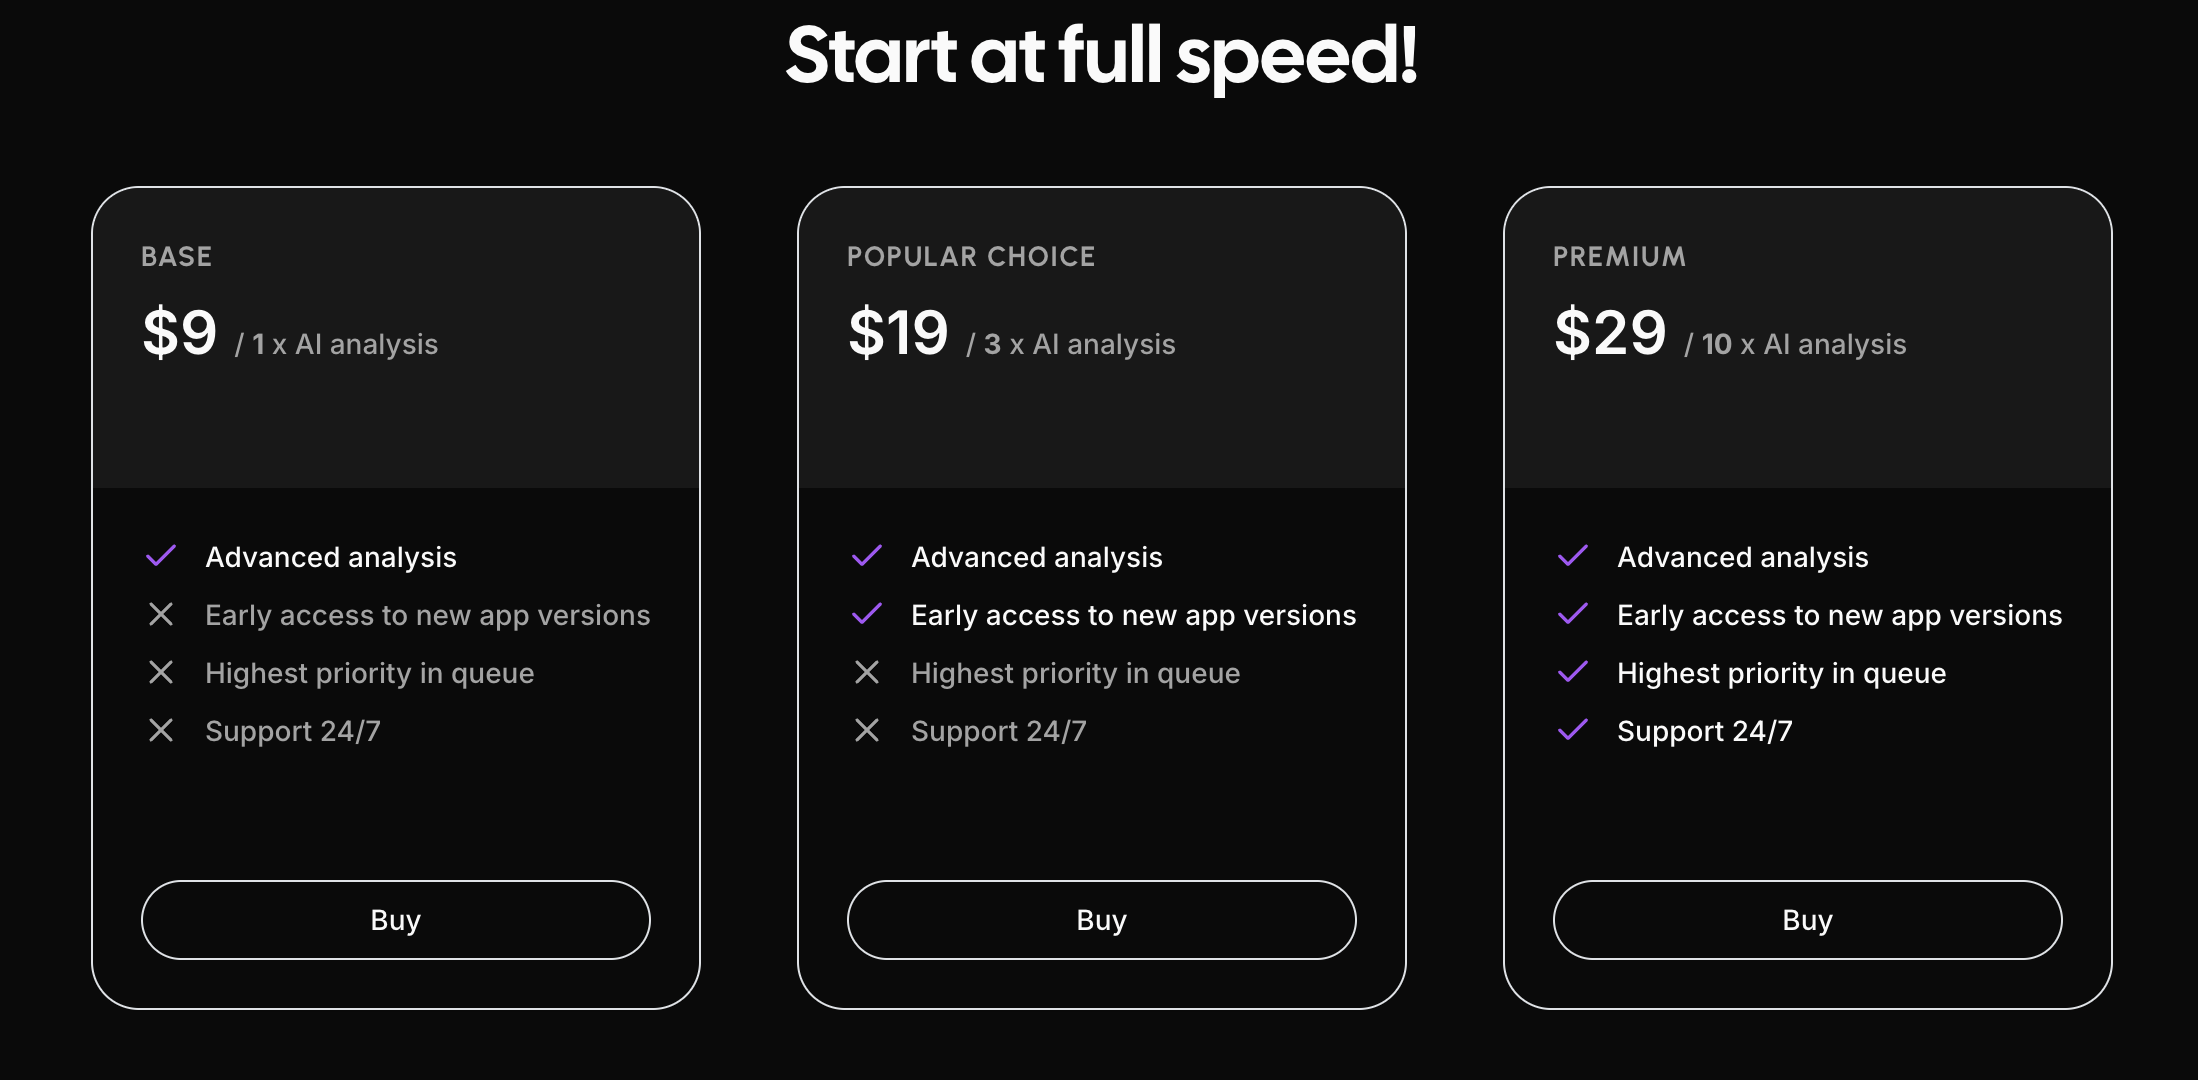 Start at full speed!
BASE
$9 / 1 x AI analysis
Advanced analysis
Early access to new app versions
Highest priority in queue
Support 24/7
Buy
POPULAR CHOICE
$19 / 3 x AI analysis
Advanced analysis
Early access to new app versions
Highest priority in queue
Support 24/7
Buy
PREMIUM
$29 / 10 x AI analysis
Advanced analysis
Early access to new app versions
Highest priority in queue
Support 24/7
Buy